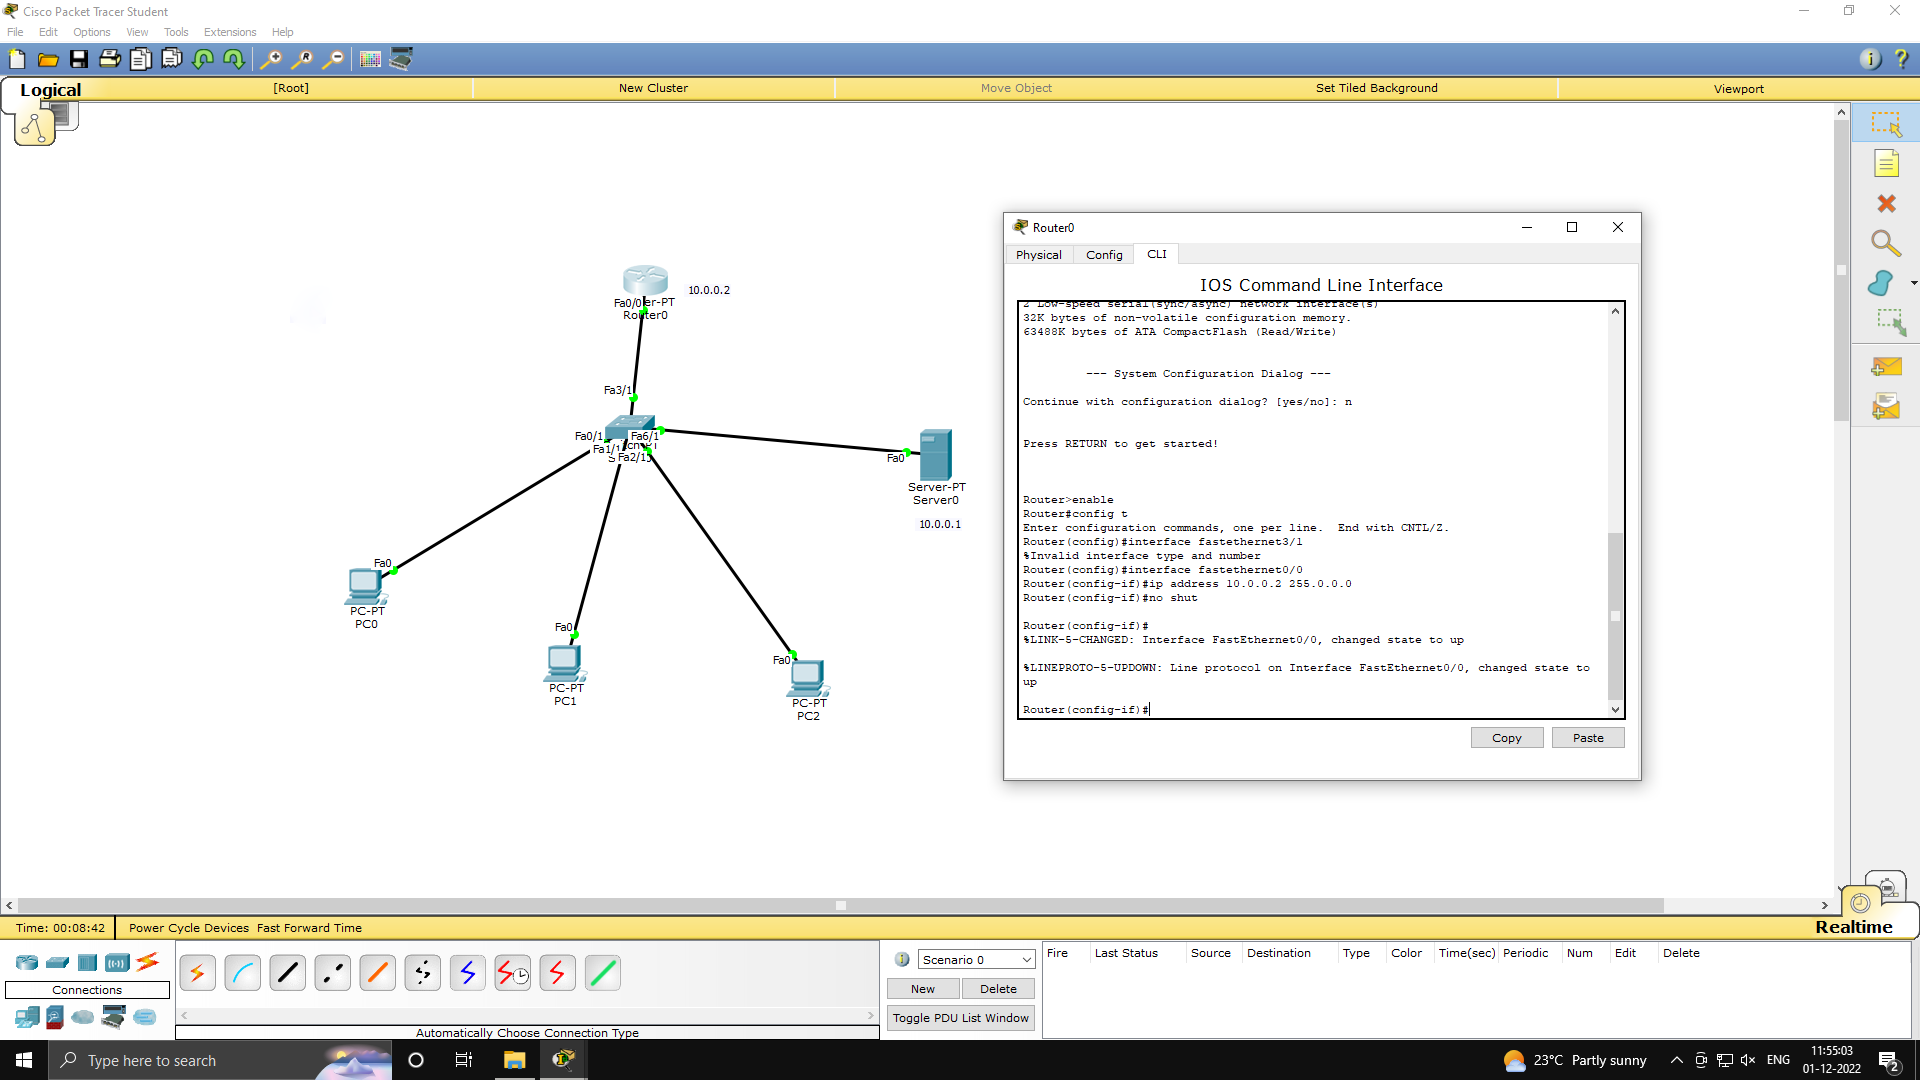 Cisco Packet Tracer Student
File Edit Options View Tools Extensions Help
Logical [Root] New Cluster Move Object Set Tiled Background Viewport
10.0.0.2
Fa0/0 er-PT
Router0
Fa3/1
Fa0/1 Fa6/1
Fa1/1
Fa2/1
Fa0
Server-PT
Server0
10.0.0.1
Fa0
PC-PT
PC0
Fa0
PC-PT
PC1
Fa0
PC-PT
PC2
Router0
Physical Config CLI
IOS Command Line Interface
2 Low-speed serial(sync/async) network interface(s)
32K bytes of non-volatile configuration memory.
63488K bytes of ATA CompactFlash (Read/Write)
--- System Configuration Dialog ---
Continue with configuration dialog? [yes/no]: n
Press RETURN to get started!
Router>enable
Router#config t
Enter configuration commands, one per line.  End with CNTL/Z.
Router(config)#interface fastethernet3/1
%Invalid interface type and number
Router(config)#interface fastethernet0/0
Router(config-if)#ip address 10.0.0.2 255.0.0.0
Router(config-if)#no shut
Router(config-if)#
%LINK-5-CHANGED: Interface FastEthernet0/0, changed state to up
%LINEPROTO-5-UPDOWN: Line protocol on Interface FastEthernet0/0, changed state to
up
Router(config-if)#
Copy Paste
Time: 00:08:42 Power Cycle Devices Fast Forward Time Realtime
Connections
Automatically Choose Connection Type
Scenario 0
New Delete
Toggle PDU List Window
Fire Last Status Source Destination Type Color Time(sec) Periodic Num Edit Delete
Type here to search
23°C Partly sunny
ENG
11:55:03
01-12-2022
2